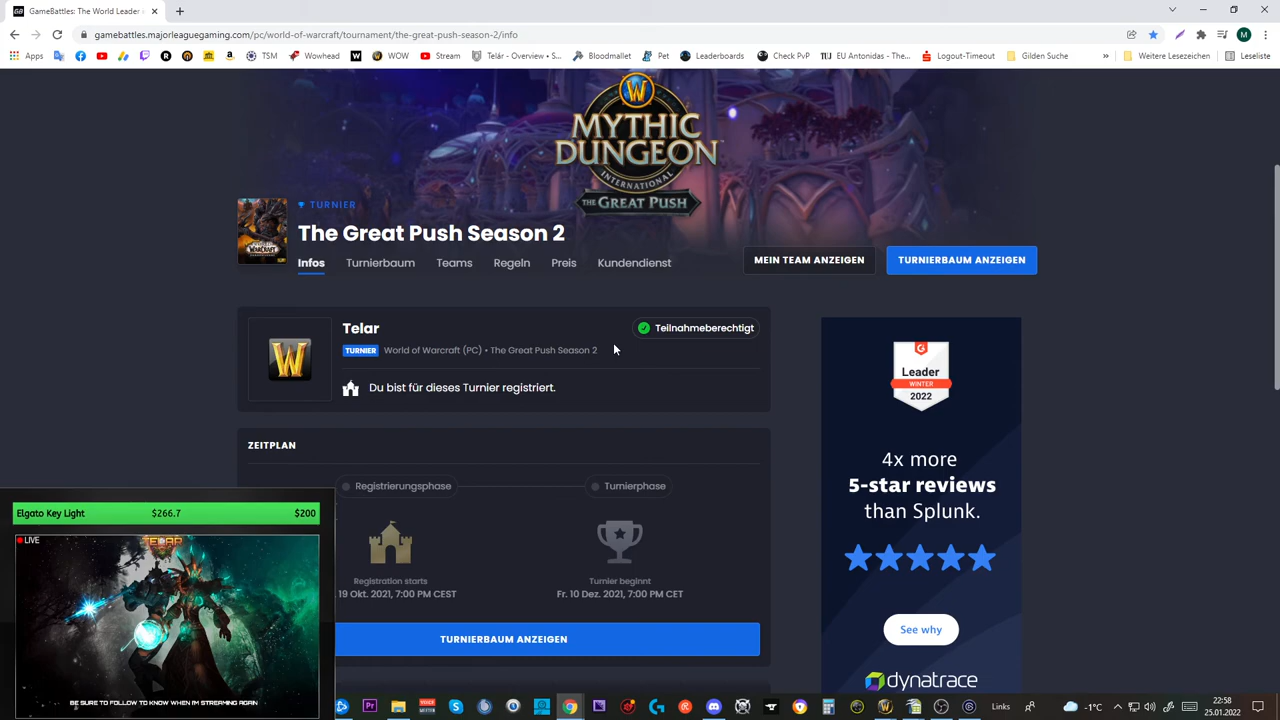 GameBattles: The World Leader
gamebattles.majorleaguegaming.com/pc/world-of-warcraft/tournament/the-great-push-season-2/info
M
Apps
TSM
Wowhead
WOW
Stream
Telár - Overview • S...
Bloodmallet
Pet
Leaderboards
Check PvP
EU Antonidas - The...
Logout-Timeout
Gilden Suche
»
Weitere Lesezeichen
Leseliste
MYTHIC
DUNGEON
INTERNATIONAL
THE GREAT PUSH
TURNIER
The Great Push Season 2
Infos
Turnierbaum
Teams
Regeln
Preis
Kundendienst
MEIN TEAM ANZEIGEN
TURNIERBAUM ANZEIGEN
Telar
Teilnahmeberechtigt
TURNIER World of Warcraft (PC) • The Great Push Season 2
Du bist für dieses Turnier registriert.
ZEITPLAN
Registrierungsphase
Turnierphase
Registration starts
19 Okt. 2021, 7:00 PM CEST
Turnier beginnt
Fr. 10 Dez. 2021, 7:00 PM CET
TURNIERBAUM ANZEIGEN
Leader
WINTER
2022
4x more
5-star reviews
than Splunk.
See why
dynatrace
Elgato Key Light $266.7 $200
LIVE
TELAR
BE SURE TO FOLLOW TO KNOW WHEN I'M STREAMING AGAIN
Links
-1°C
22:58
25.01.2022